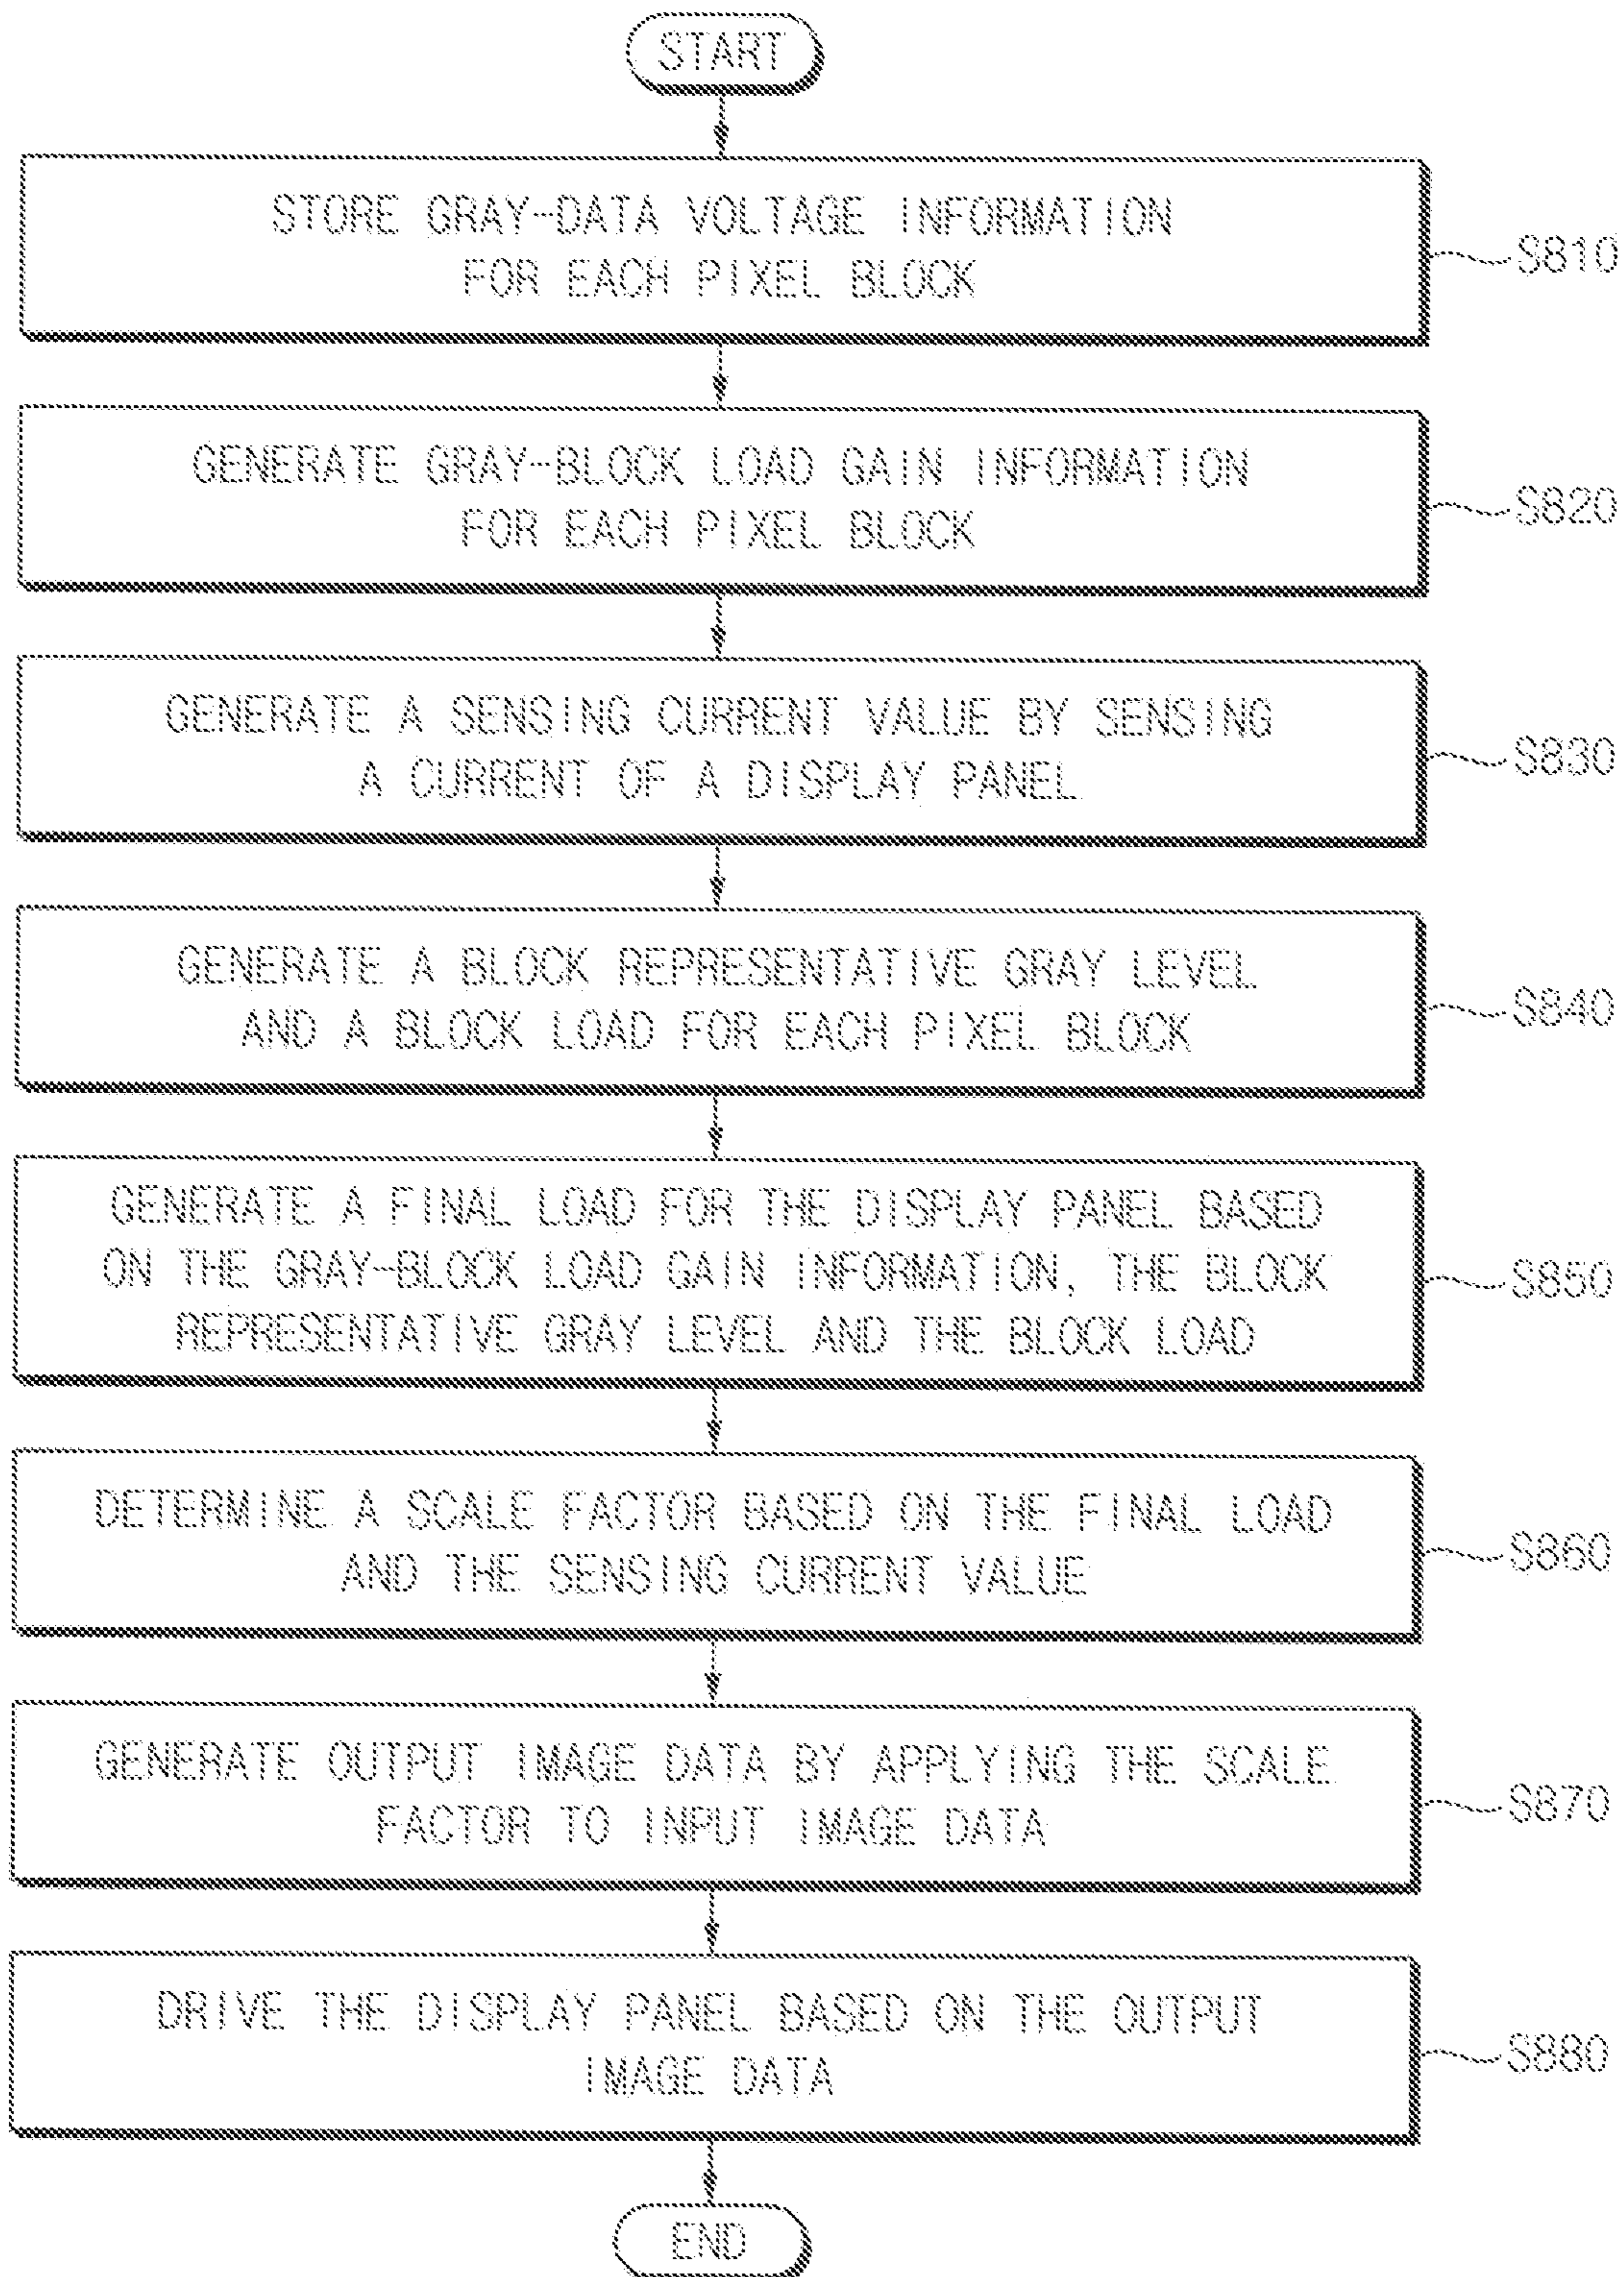 START
STORE GRAY-DATA VOLTAGE INFORMATION
FOR EACH PIXEL BLOCK
S810
GENERATE GRAY-BLOCK LOAD GAIN INFORMATION
FOR EACH PIXEL BLOCK
S820
GENERATE A SENSING CURRENT VALUE BY SENSING
A CURRENT OF A DISPLAY PANEL
S830
GENERATE A BLOCK REPRESENTATIVE GRAY LEVEL
AND A BLOCK LOAD FOR EACH PIXEL BLOCK
S840
GENERATE A FINAL LOAD FOR THE DISPLAY PANEL BASED
ON THE GRAY-BLOCK LOAD GAIN INFORMATION, THE BLOCK
REPRESENTATIVE GRAY LEVEL AND THE BLOCK LOAD
S850
DETERMINE A SCALE FACTOR BASED ON THE FINAL LOAD
AND THE SENSING CURRENT VALUE
S860
GENERATE OUTPUT IMAGE DATA BY APPLYING THE SCALE
FACTOR TO INPUT IMAGE DATA
S870
DRIVE THE DISPLAY PANEL BASED ON THE OUTPUT
IMAGE DATA
S880
END